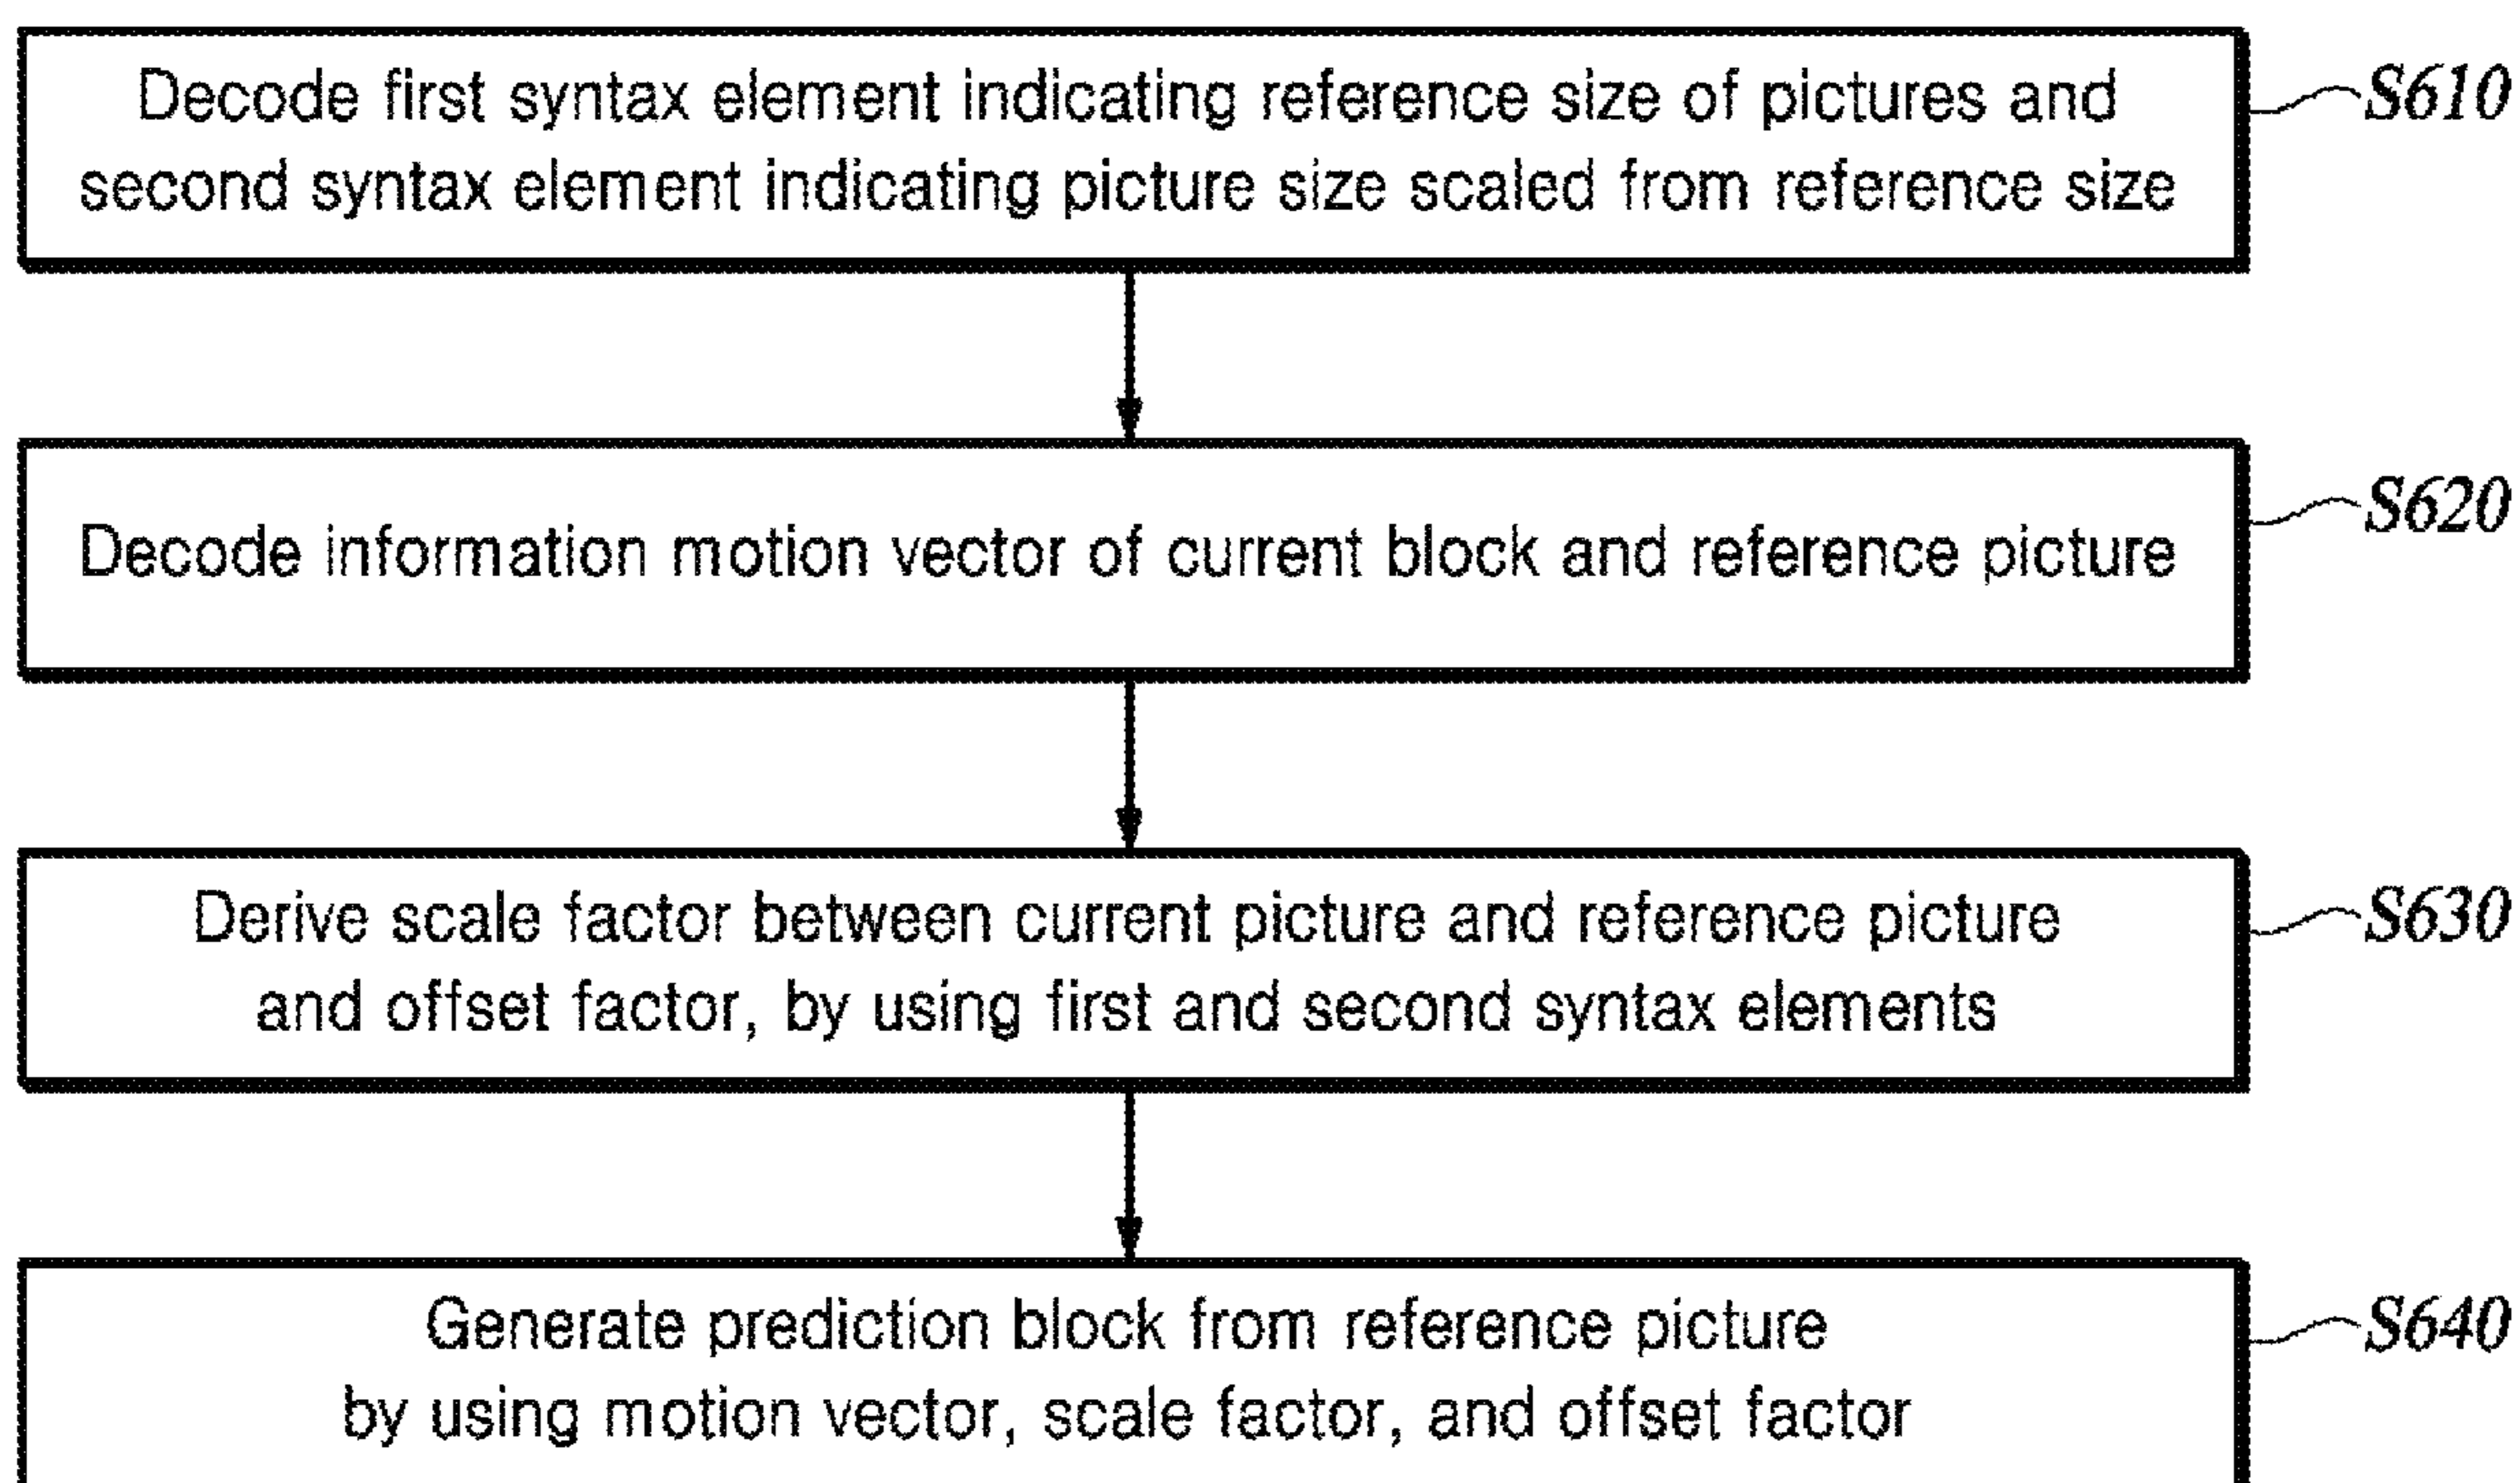 Decode first syntax element indicating reference size of pictures and
second syntax element indicating picture size scaled from reference size
S610
Decode information motion vector of current block and reference picture
S620
Derive scale factor between current picture and reference picture
and offset factor, by using first and second syntax elements
S630
Generate prediction block from reference picture
by using motion vector, scale factor, and offset factor
S640